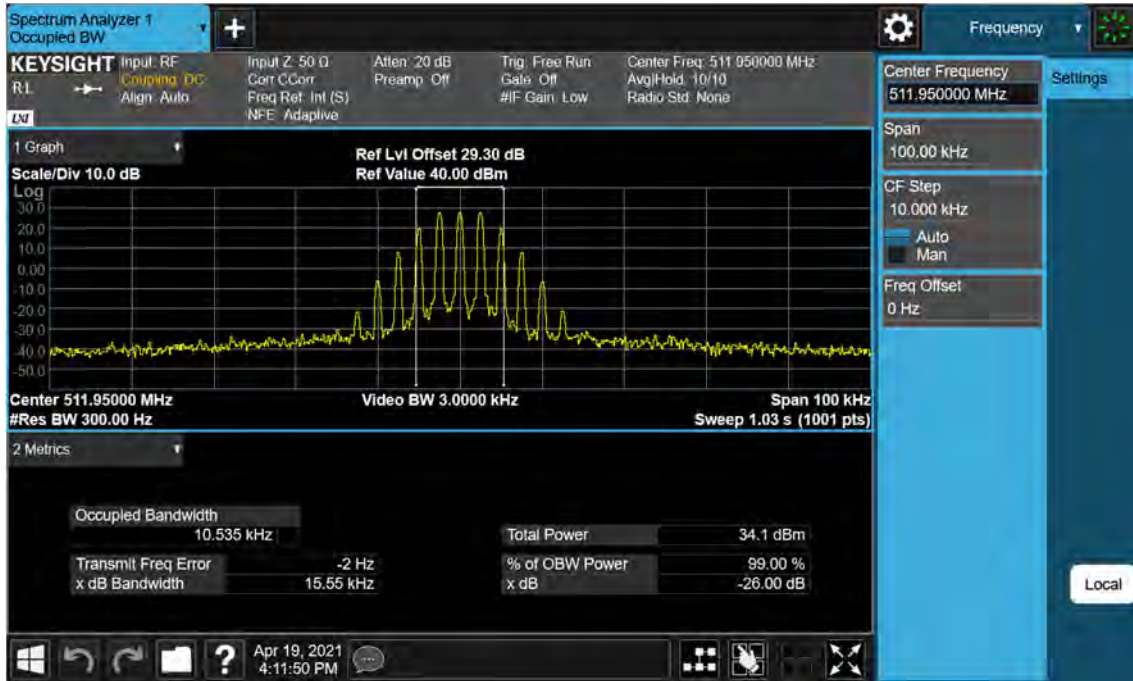 Spectrum Analyzer 1
Occupied BW
Frequency
KEYSIGHT
RL
LXI
Input: RF
Coupling: DC
Align: Auto
Input Z: 50 Ω
Corr CCorr
Freq Ref: Int (S)
NFE: Adaptive
Atten: 20 dB
Preamp: Off
Trig: Free Run
Gate: Off
#IF Gain: Low
Center Freq: 511.950000 MHz
Avg|Hold: 10/10
Radio Std: None
Center Frequency
511.950000 MHz
Settings
Span
100.00 kHz
CF Step
10.000 kHz
Auto
Man
Freq Offset
0 Hz
1 Graph
Scale/Div 10.0 dB
Ref Lvl Offset 29.30 dB
Ref Value 40.00 dBm
Log
30.0
20.0
10.0
0.00
-10.0
-20.0
-30.0
-40.0
-50.0
Center 511.95000 MHz
#Res BW 300.00 Hz
Video BW 3.0000 kHz
Span 100 kHz
Sweep 1.03 s (1001 pts)
2 Metrics
Occupied Bandwidth
10.535 kHz
Transmit Freq Error -2 Hz
x dB Bandwidth 15.55 kHz
Total Power 34.1 dBm
% of OBW Power 99.00 %
x dB -26.00 dB
Local
?
Apr 19, 2021
4:11:50 PM